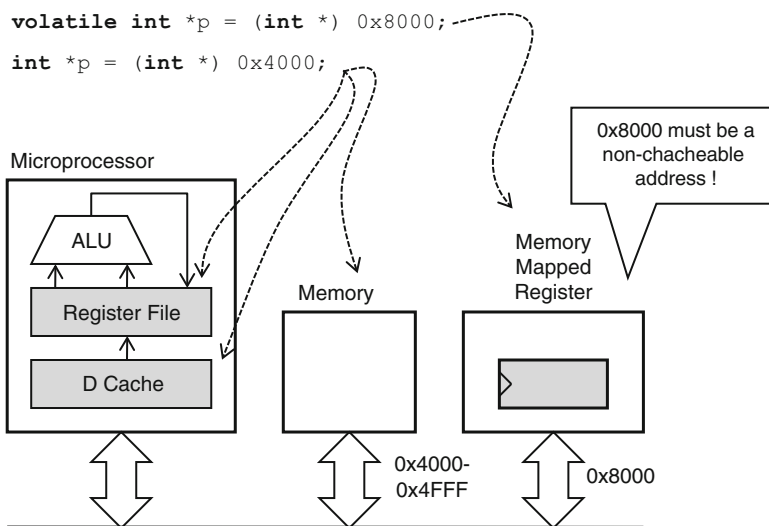 volatile int *p = (int *) 0x8000;
int *p = (int *) 0x4000;
0x8000 must be a
non-chacheable
address !
Microprocessor
ALU
Register File
D Cache
Memory
Memory
Mapped
Register
0x4000-
0x4FFF
0x8000